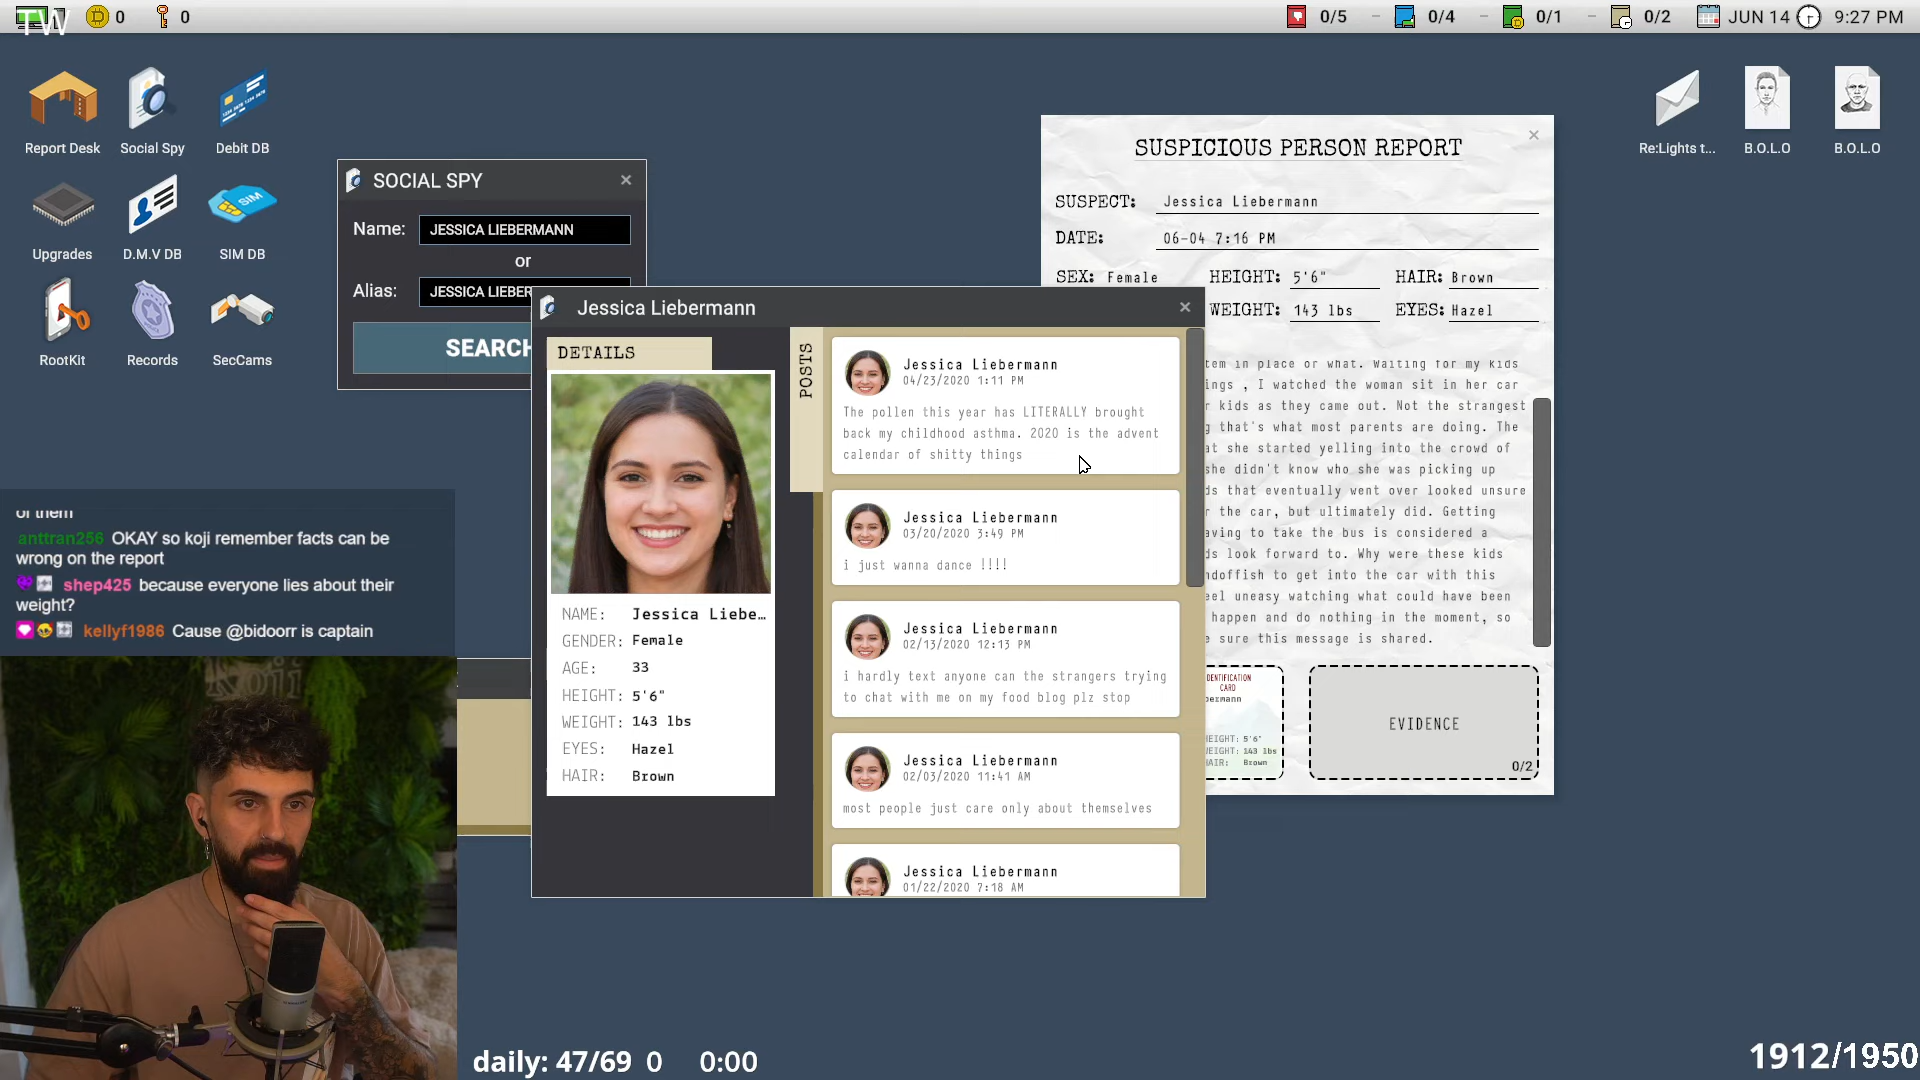 TW
0
0
0/5
0/4
0/1
0/2
JUN 14
9:27 PM
Report Desk
Social Spy
Debit DB
Upgrades
D.M.V DB
SIM DB
SIM
RootKit
Records
SecCams
Re:Lights t...
B.O.L.O
B.O.L.O
SOCIAL SPY
Name:
JESSICA LIEBERMANN
or
Alias:
JESSICA LIEBER
SEARCH
SUSPICIOUS PERSON REPORT
SUSPECT: Jessica Liebermann
DATE: 06-04 7:16 PM
SEX: Female HEIGHT: 5'6" HAIR: Brown
WEIGHT: 143 lbs EYES: Hazel
tem in place or what. Waiting for my kids
ings , I watched the woman sit in her car
r kids as they came out. Not the strangest
g that's what most parents are doing. The
at she started yelling into the crowd of
she didn't know who she was picking up
ds that eventually went over looked unsure
r the car, but ultimately did. Getting
aving to take the bus is considered a
ds look forward to. Why were these kids
ndoffish to get into the car with this
eel uneasy watching what could have been
happen and do nothing in the moment, so
e sure this message is shared.
DENTIFICATION
CARD
bermann
HEIGHT: 5'6"
WEIGHT: 143 lbs
HAIR: Brown
EVIDENCE
0/2
Jessica Liebermann
DETAILS
NAME: Jessica Liebe...
GENDER: Female
AGE: 33
HEIGHT: 5'6"
WEIGHT: 143 lbs
EYES: Hazel
HAIR: Brown
POSTS
Jessica Liebermann
04/23/2020 1:11 PM
The pollen this year has LITERALLY brought
back my childhood asthma. 2020 is the advent
calendar of shitty things
Jessica Liebermann
03/20/2020 3:49 PM
i just wanna dance !!!!
Jessica Liebermann
02/13/2020 12:13 PM
i hardly text anyone can the strangers trying
to chat with me on my food blog plz stop
Jessica Liebermann
02/03/2020 11:41 AM
most people just care only about themselves
Jessica Liebermann
01/22/2020 7:18 AM
of them
anttran256 OKAY so koji remember facts can be
wrong on the report
shep425 because everyone lies about their
weight?
kellyf1986 Cause @bidoorr is captain
Koji
daily: 47/69 0 0:00
1912/1950